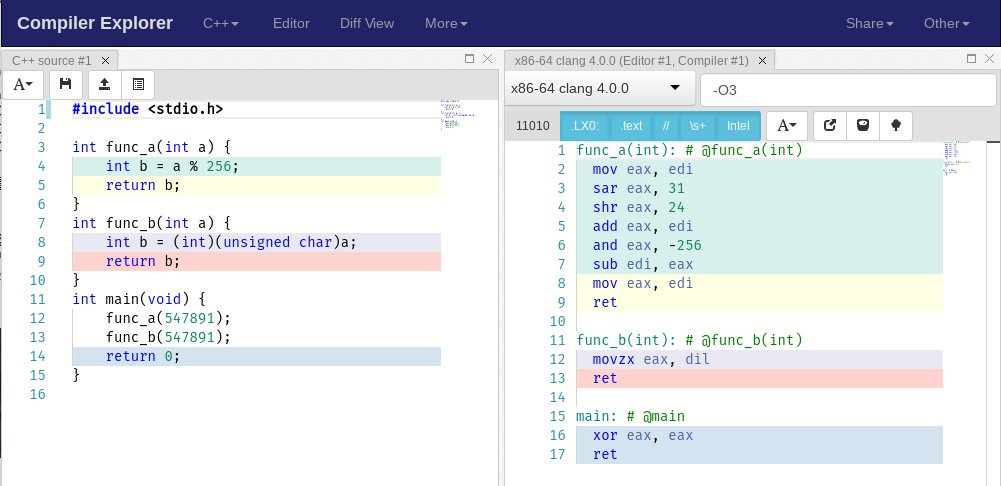 Compiler Explorer C++ Editor Diff View More Share Other
C++ source #1 ×
A
1 #include <stdio.h>
2
3 int func_a(int a) {
4     int b = a % 256;
5     return b;
6 }
7 int func_b(int a) {
8     int b = (int)(unsigned char)a;
9     return b;
10 }
11 int main(void) {
12     func_a(547891);
13     func_b(547891);
14     return 0;
15 }
16
x86-64 clang 4.0.0 (Editor #1, Compiler #1) ×
x86-64 clang 4.0.0 -O3
11010 .LX0: .text // \s+ Intel A
1 func_a(int): # @func_a(int)
2   mov eax, edi
3   sar eax, 31
4   shr eax, 24
5   add eax, edi
6   and eax, -256
7   sub edi, eax
8   mov eax, edi
9   ret
10
11 func_b(int): # @func_b(int)
12   movzx eax, dil
13   ret
14
15 main: # @main
16   xor eax, eax
17   ret